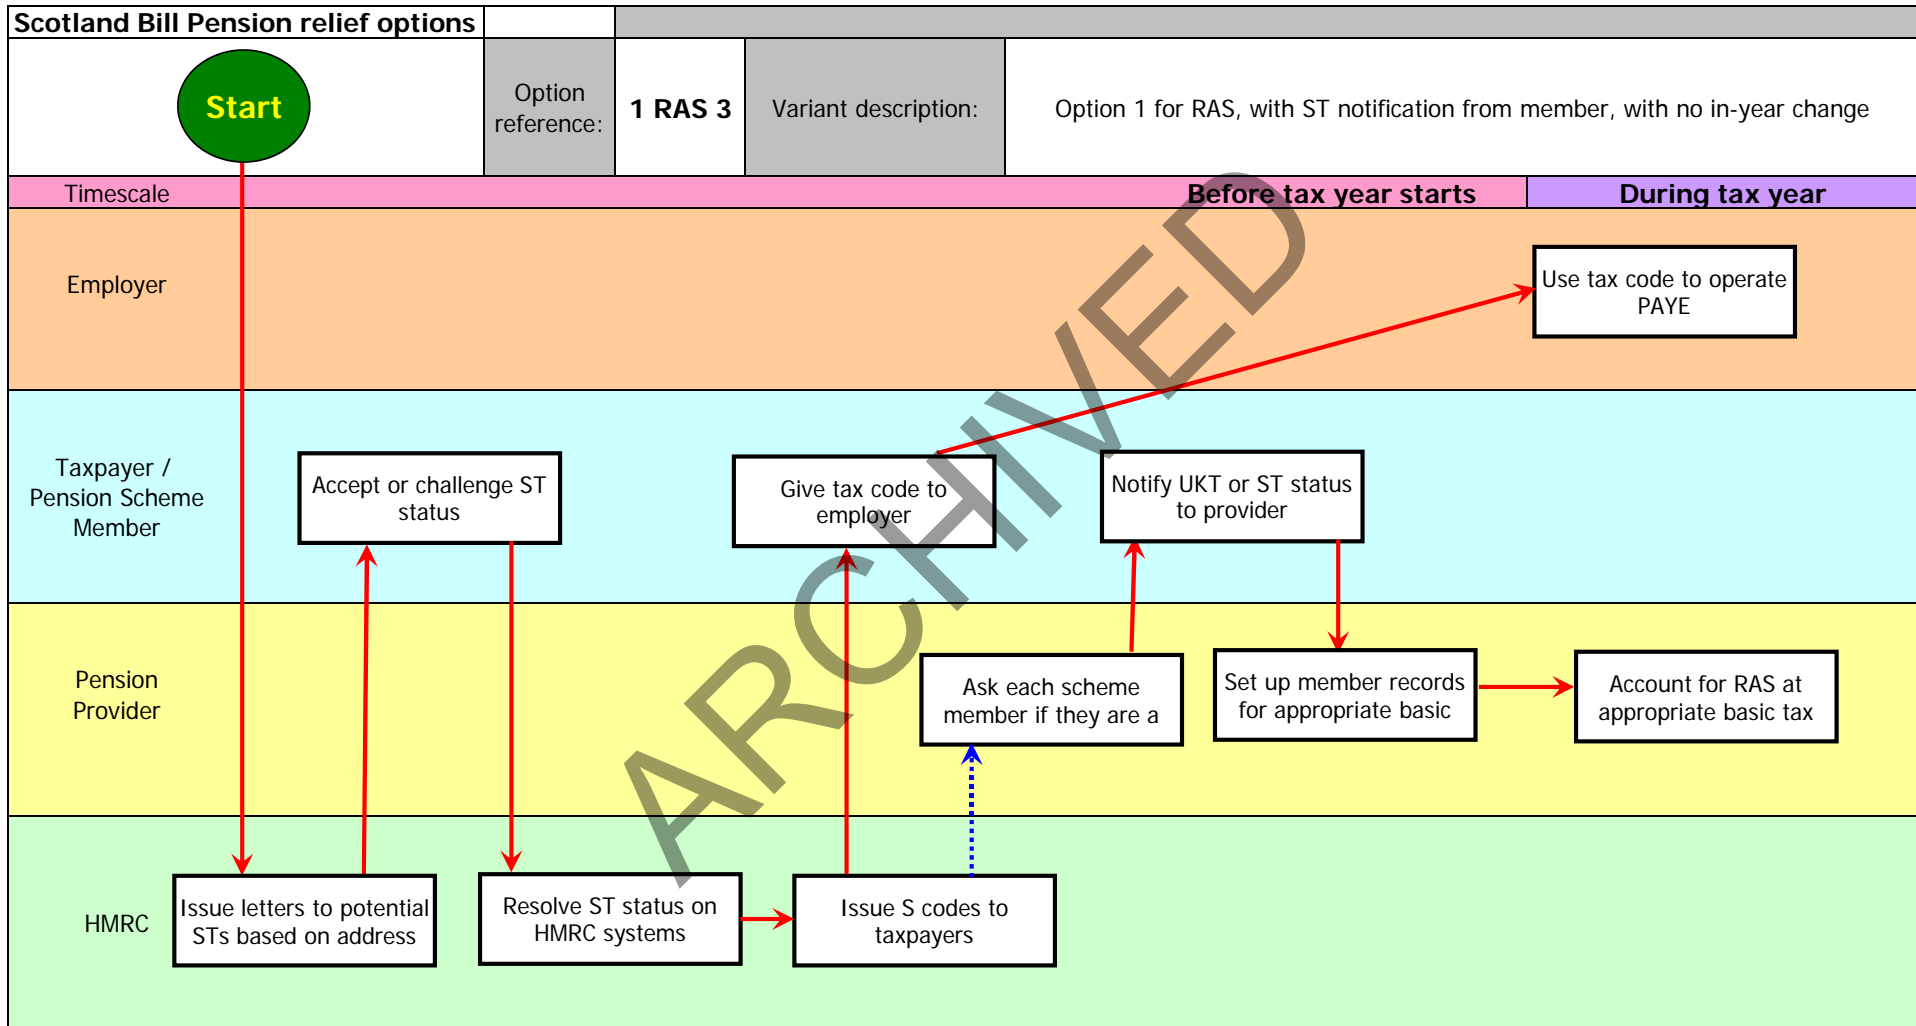 Scotland Bill Pension relief options
Start
Option
reference:
1 RAS 3
Variant description:
Option 1 for RAS, with ST notification from member, with no in-year change
Timescale
Before tax year starts
During tax year
Employer
Use tax code to operate
PAYE
Taxpayer /
Pension Scheme
Member
Accept or challenge ST
status
Give tax code to
employer
Notify UKT or ST status
to provider
Pension
Provider
Ask each scheme
member if they are a
Set up member records
for appropriate basic
Account for RAS at
appropriate basic tax
HMRC
Issue letters to potential
STs based on address
Resolve ST status on
HMRC systems
Issue S codes to
taxpayers
ARCHIVED